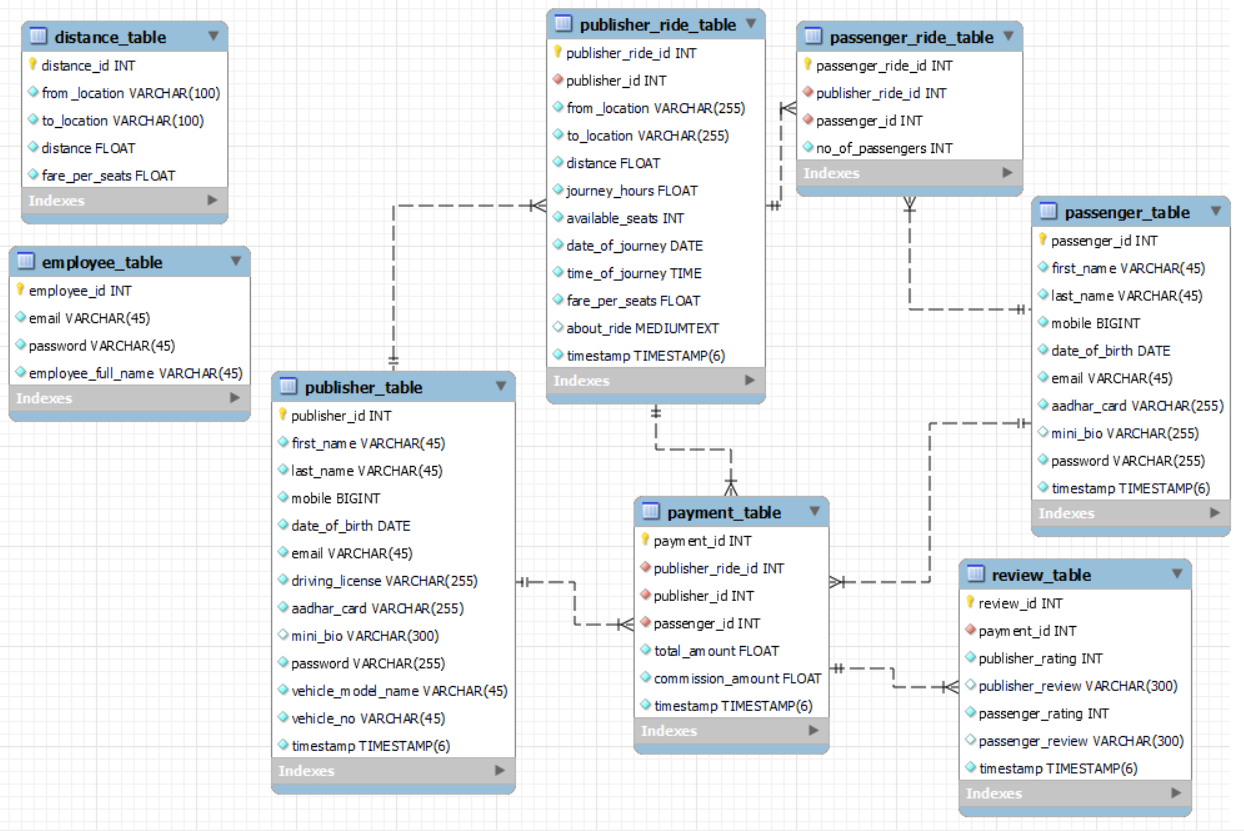 distance_table
distance_id INT
from_location VARCHAR(100)
to_location VARCHAR(100)
distance FLOAT
fare_per_seats FLOAT
Indexes
employee_table
employee_id INT
email VARCHAR(45)
password VARCHAR(45)
employee_full_name VARCHAR(45)
Indexes
publisher_table
publisher_id INT
first_name VARCHAR(45)
last_name VARCHAR(45)
mobile BIGINT
date_of_birth DATE
email VARCHAR(45)
driving_license VARCHAR(255)
aadhar_card VARCHAR(255)
mini_bio VARCHAR(300)
password VARCHAR(255)
vehicle_model_name VARCHAR(45)
vehicle_no VARCHAR(45)
timestamp TIMESTAMP(6)
Indexes
publisher_ride_table
publisher_ride_id INT
publisher_id INT
from_location VARCHAR(255)
to_location VARCHAR(255)
distance FLOAT
journey_hours FLOAT
available_seats INT
date_of_journey DATE
time_of_journey TIME
fare_per_seats FLOAT
about_ride MEDIUMTEXT
timestamp TIMESTAMP(6)
Indexes
payment_table
payment_id INT
publisher_ride_id INT
publisher_id INT
passenger_id INT
total_amount FLOAT
commission_amount FLOAT
timestamp TIMESTAMP(6)
Indexes
passenger_ride_table
passenger_ride_id INT
publisher_ride_id INT
passenger_id INT
no_of_passengers INT
Indexes
passenger_table
passenger_id INT
first_name VARCHAR(45)
last_name VARCHAR(45)
mobile BIGINT
date_of_birth DATE
email VARCHAR(45)
aadhar_card VARCHAR(255)
mini_bio VARCHAR(255)
password VARCHAR(255)
timestamp TIMESTAMP(6)
Indexes
review_table
review_id INT
payment_id INT
publisher_rating INT
publisher_review VARCHAR(300)
passenger_rating INT
passenger_review VARCHAR(300)
timestamp TIMESTAMP(6)
Indexes